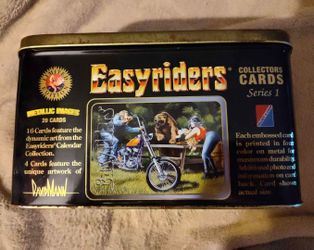 Easyriders
METALLIC IMAGES
20 CARDS
16 Cards feature the
dynamic art from the
Easyriders' Calendar
Collection.
4 Cards feature the
unique artwork of
DAVID MANN
COLLECTORS
CARDS
Series 1
Each embossed card
is printed in four
color on metal for
maximum durability.
Additional photo and
information on card
back. Card shown
actual size.